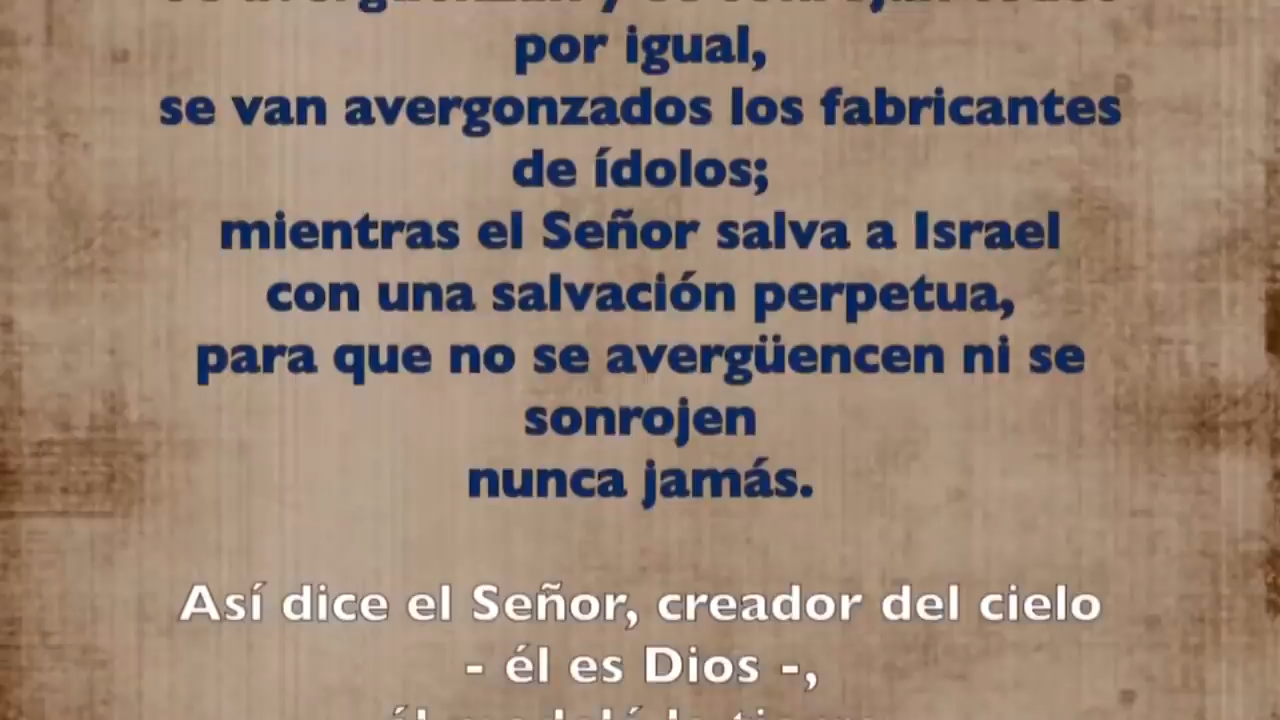 por igual,
se van avergonzados los fabricantes
de ídolos;
mientras el Señor salva a Israel
con una salvación perpetua,
para que no se avergüencen ni se
sonrojen
nunca jamás.
Así dice el Señor, creador del cielo
- él es Dios -,